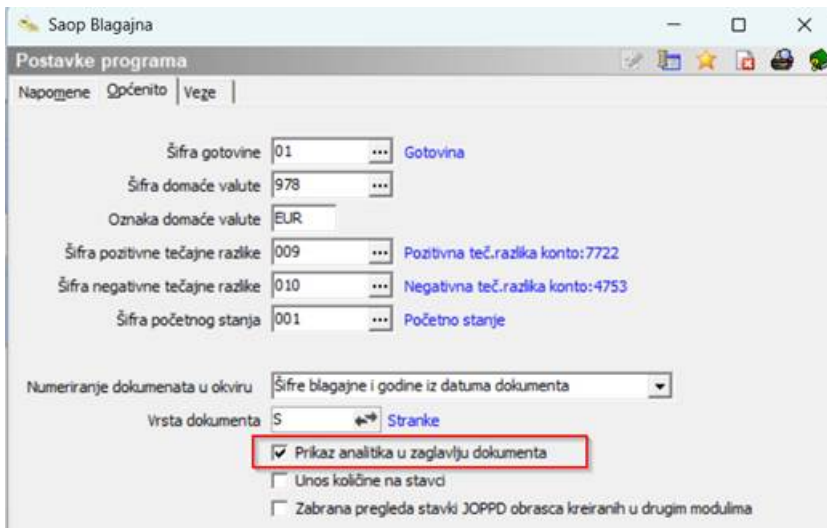 Saop Blagajna
Postavke programa
Napomene Općenito Veze
Šifra gotovine 01 ... Gotovina
Šifra domaće valute 978 ...
Oznaka domaće valute EUR
Šifra pozitivne tečajne razlike 009 ... Pozitivna teč.razlika konto:7722
Šifra negativne tečajne razlike 010 ... Negativna teč.razlika konto:4753
Šifra početnog stanja 001 ... Početno stanje
Numeriranje dokumenata u okviru Šifre blagajne i godine iz datuma dokumenta
Vrsta dokumenta S Stranke
Prikaz analitika u zaglavlju dokumenta
Unos količine na stavci
Zabrana pregleda stavki JOPPD obrasca kreiranih u drugim modulima